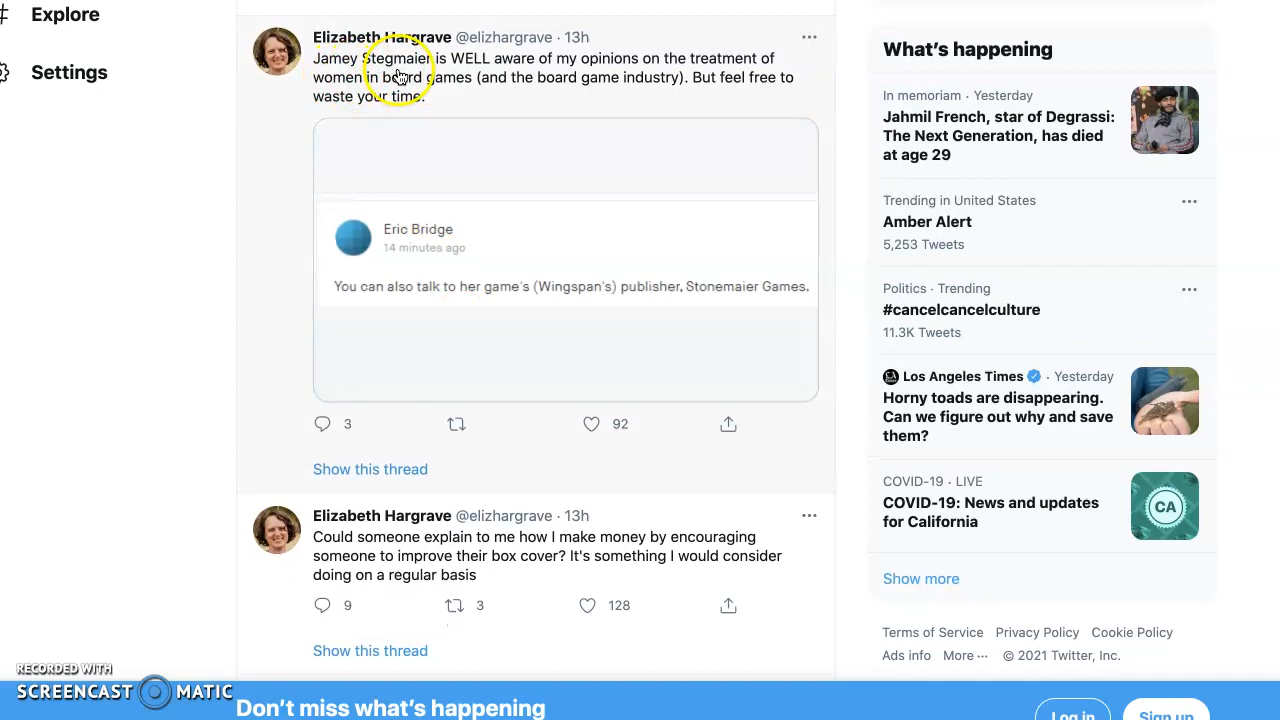 Explore
Settings
Elizabeth Hargrave @elizhargrave · 13h
Jamey Stegmaier is WELL aware of my opinions on the treatment of
women in board games (and the board game industry). But feel free to
waste your time.
Eric Bridge
14 minutes ago
You can also talk to her game's (Wingspan's) publisher, Stonemaier Games.
3
92
Show this thread
Elizabeth Hargrave @elizhargrave · 13h
Could someone explain to me how I make money by encouraging
someone to improve their box cover? It's something I would consider
doing on a regular basis
9
3
128
Show this thread
What's happening
In memoriam · Yesterday
Jahmil French, star of Degrassi:
The Next Generation, has died
at age 29
Trending in United States
Amber Alert
5,253 Tweets
Politics · Trending
#cancelcancelculture
11.3K Tweets
Los Angeles Times · Yesterday
Horny toads are disappearing.
Can we figure out why and save
them?
COVID-19 · LIVE
COVID-19: News and updates
for California
CA
Show more
Terms of Service Privacy Policy Cookie Policy
Ads info More ··· © 2021 Twitter, Inc.
RECORDED WITH
SCREENCAST MATIC
Don't miss what's happening
Log in
Sign up